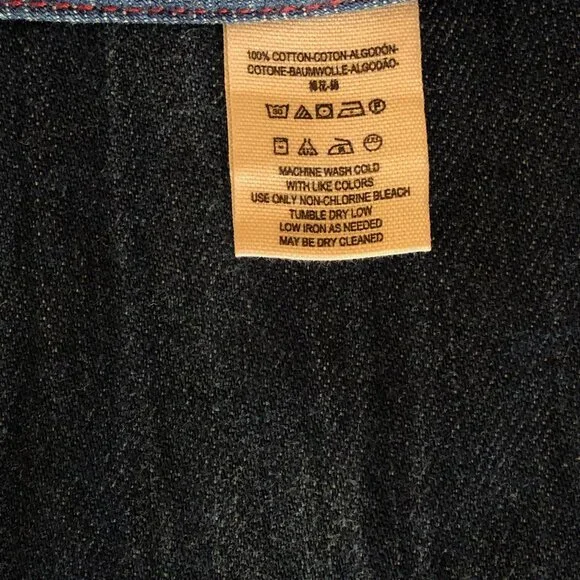 100% COTTON-COTON-ALGODÓN-
COTONE-BAUMWOLLE-ALGODÃO-
30
P
MACHINE WASH COLD
WITH LIKE COLORS
USE ONLY NON-CHLORINE BLEACH
TUMBLE DRY LOW
LOW IRON AS NEEDED
MAY BE DRY CLEANED